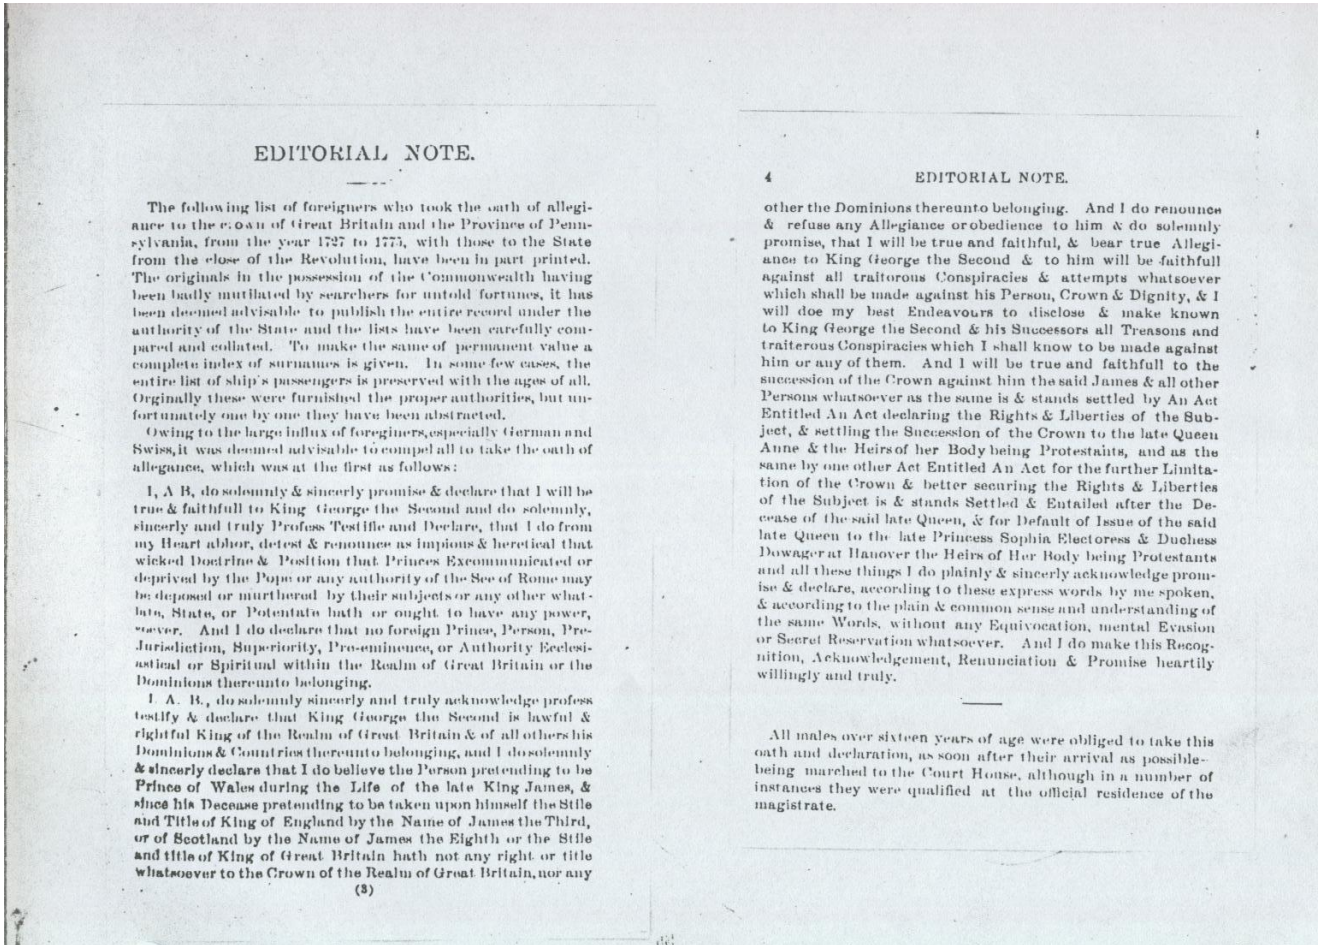 EDITORIAL NOTE.
The following list of foreigners who took the oath of allegi-
ance to the crown of Great Britain and the Province of Penn-
sylvania, from the year 1727 to 1775, with those to the State
from the close of the Revolution, have been in part printed.
The originals in the possession of the Commonwealth having
been badly mutilated by searchers for untold fortunes, it has
been deemed advisable to publish the entire record under the
authority of the State and the lists have been carefully com-
pared and collated. To make the same of permanent value a
complete index of surnames is given. In some few cases, the
entire list of ship's passengers is preserved with the ages of all.
Orginally these were furnished the proper authorities, but un-
fortunately one by one they have been abstracted.
Owing to the large influx of foreginers, especially German and
Swiss, it was deemed advisable to compel all to take the oath of
allegance, which was at the first as follows:
I, A B, do solemnly & sincerly promise & declare that I will be
true & faithfull to King George the Second and do solemnly,
sincerly and truly Profess Testifie and Declare, that I do from
my Heart abhor, detest & renounce as impious & heretical that
wicked Doctrine & Position that Princes Excommunicated or
deprived by the Pope or any authority of the See of Rome may
be deposed or murthered by their subjects or any other what-
late, State, or Potentate hath or ought to have any power,
soever. And I do declare that no foreign Prince, Person, Pre-
Jurisdiction, Superiority, Pre-eminence, or Authority Ecclesi-
astical or Spiritual within the Realm of Great Britain or the
Dominions thereunto belonging.
I. A. B., do solemnly sincerly and truly acknowledge profess
testify & declare that King George the Second is lawful &
rightful King of the Realm of Great Britain & of all others his
Dominions & Countries thereunto belonging, and I do solemnly
& sincerly declare that I do believe the Person pretending to be
Prince of Wales during the Life of the late King James, &
since his Decease pretending to be taken upon himself the Stile
and Title of King of England by the Name of James the Third,
or of Scotland by the Name of James the Eighth or the Stile
and title of King of Great Britain hath not any right or title
whatsoever to the Crown of the Realm of Great Britain, nor any
(3)
4 EDITORIAL NOTE.
other the Dominions thereunto belonging. And I do renounce
& refuse any Allegiance or obedience to him & do solemnly
promise, that I will be true and faithful, & bear true Allegi-
ance to King George the Second & to him will be faithfull
against all traitorous Conspiracies & attempts whatsoever
which shall be made against his Person, Crown & Dignity, & I
will doe my best Endeavours to disclose & make known
to King George the Second & his Successors all Treasons and
traiterous Conspiracies which I shall know to be made against
him or any of them. And I will be true and faithfull to the
succession of the Crown against him the said James & all other
Persons whatsoever as the same is & stands settled by An Act
Entitled An Act declaring the Rights & Liberties of the Sub-
ject, & settling the Succession of the Crown to the late Queen
Anne & the Heirs of her Body being Protestants, and as the
same by one other Act Entitled An Act for the further Limita-
tion of the Crown & better securing the Rights & Liberties
of the Subject is & stands Settled & Entailed after the De-
cease of the said late Queen, & for Default of Issue of the said
late Queen to the late Princess Sophia Electoress & Duchess
Dowager at Hanover the Heirs of Her Body being Protestants
and all these things I do plainly & sincerly acknowledge prom-
ise & declare, according to these express words by me spoken,
& according to the plain & common sense and understanding of
the same Words, without any Equivocation, mental Evasion
or Secret Reservation whatsoever. And I do make this Recog-
nition, Acknowledgement, Renunciation & Promise heartily
willingly and truly.
All males over sixteen years of age were obliged to take this
oath and declaration, as soon after their arrival as possible-
being marched to the Court House, although in a number of
instances they were qualified at the official residence of the
magistrate.